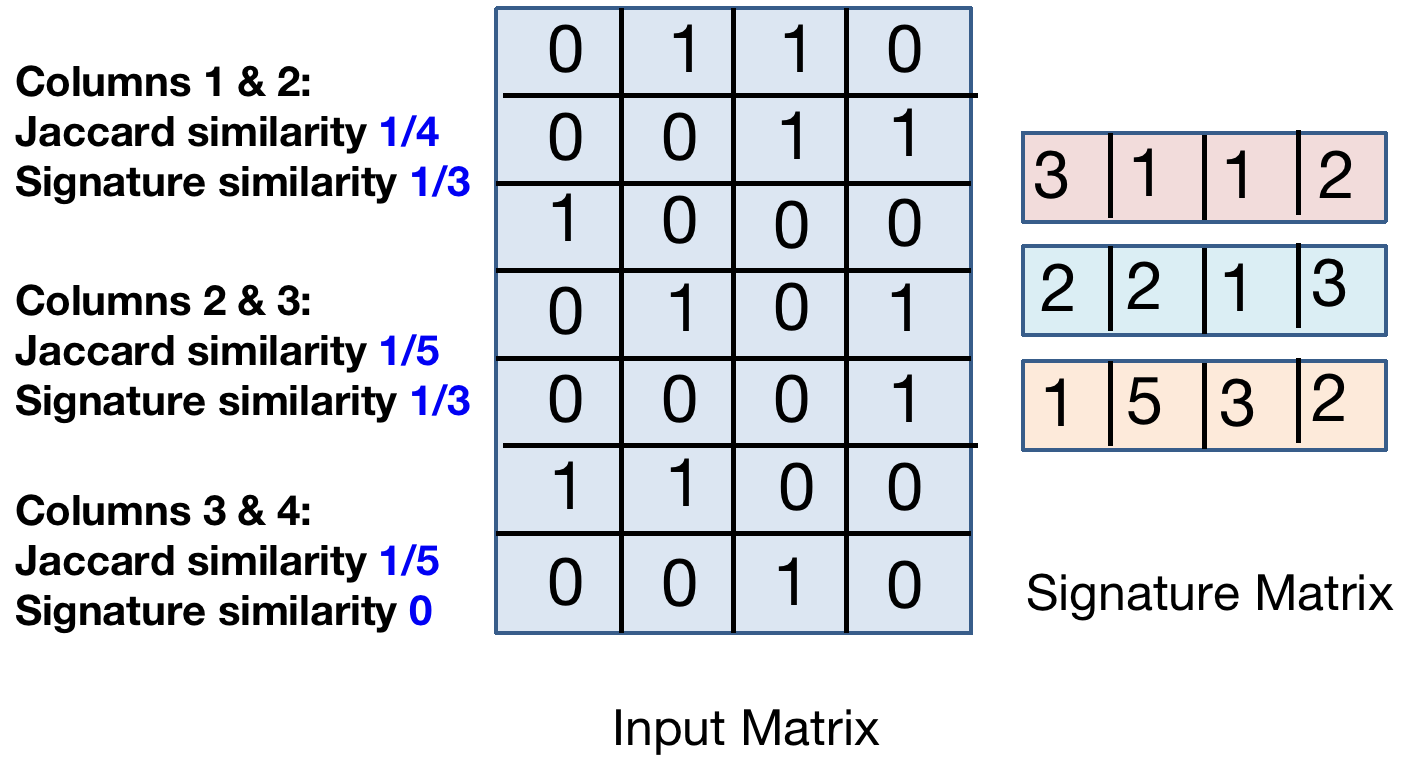 Columns 1 & 2:
Jaccard similarity 1/4
Signature similarity 1/3
Columns 2 & 3:
Jaccard similarity 1/5
Signature similarity 1/3
Columns 3 & 4:
Jaccard similarity 1/5
Signature similarity 0
0 1 1 0
0 0 1 1
1 0 0 0
0 1 0 1
0 0 0 1
1 1 0 0
0 0 1 0
Input Matrix
3 1 1 2
2 2 1 3
1 5 3 2
Signature Matrix